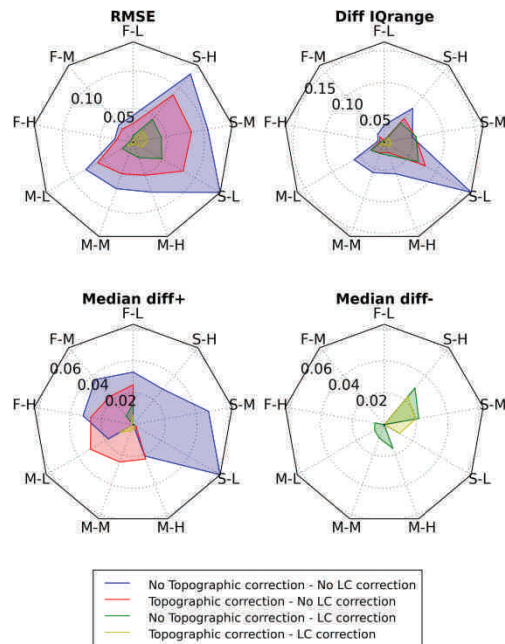 RMSE
F-L
S-H
S-M
S-L
M-H
M-M
M-L
F-H
F-M
0.10
0.05
Diff IQrange
F-L
S-H
S-M
S-L
M-H
M-M
M-L
F-H
F-M
0.15
0.10
0.05
Median diff+
F-L
S-H
S-M
S-L
M-H
M-M
M-L
F-H
F-M
0.06
0.04
0.02
Median diff-
F-L
S-H
S-M
S-L
M-H
M-M
M-L
F-H
F-M
0.06
0.04
0.02
No Topographic correction - No LC correction
Topographic correction - No LC correction
No Topographic correction - LC correction
Topographic correction - LC correction